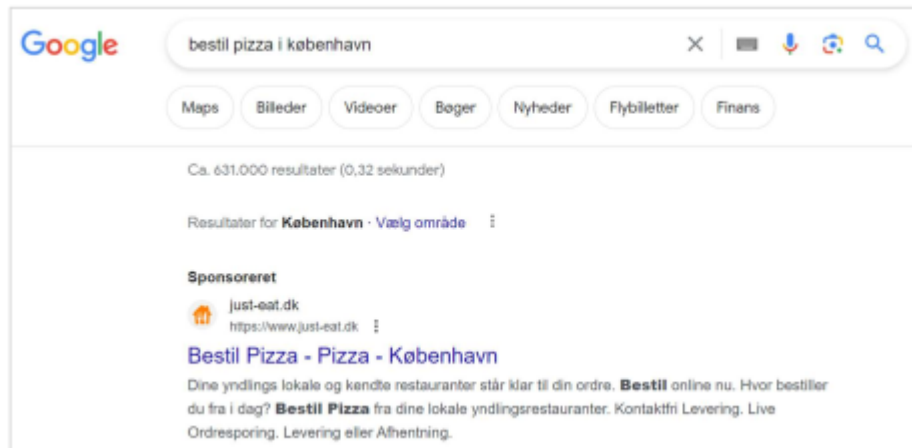 Google
bestil pizza i københavn
Maps Billeder Videoer Bøger Nyheder Flybilletter Finans
Ca. 631.000 resultater (0,32 sekunder)
Resultater for København · Vælg område
Sponsoreret
just-eat.dk
https://www.just-eat.dk
Bestil Pizza - Pizza - København
Dine yndlings lokale og kendte restauranter står klar til din ordre. Bestil online nu. Hvor bestiller
du fra i dag? Bestil Pizza fra dine lokale yndlingsrestauranter. Kontaktfri Levering. Live
Ordresporing. Levering eller Afhentning.